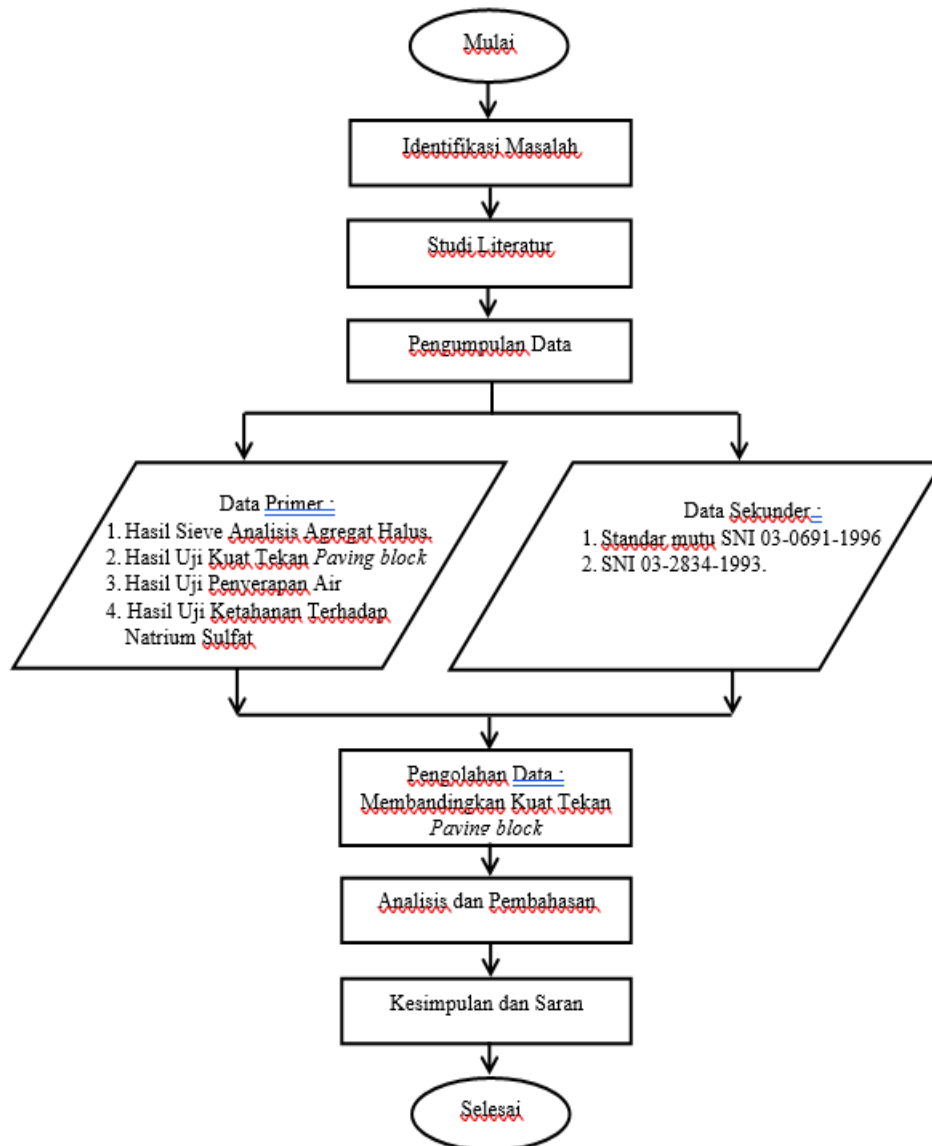 Mulai
Identifikasi Masalah
Studi Literatur
Pengumpulan Data
Data Primer :
1. Hasil Sieve Analisis Agregat Halus.
2. Hasil Uji Kuat Tekan Paving block
3. Hasil Uji Penyerapan Air
4. Hasil Uji Ketahanan Terhadap
Natrium Sulfat
Data Sekunder :
1. Standar mutu SNI 03-0691-1996
2. SNI 03-2834-1993.
Pengolahan Data :
Membandingkan Kuat Tekan
Paving block
Analisis dan Pembahasan
Kesimpulan dan Saran
Selesai